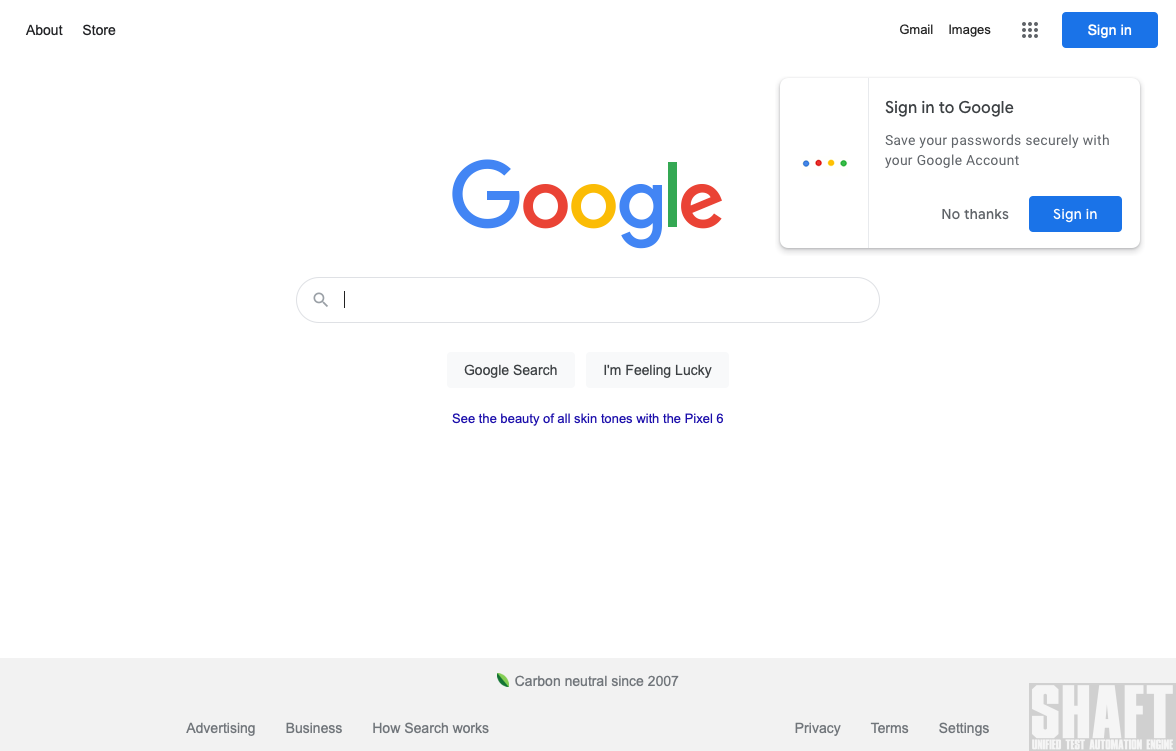 About Store Gmail Images Sign in
Sign in to Google
Save your passwords securely with
your Google Account
No thanks Sign in
Google
Google Search I'm Feeling Lucky
See the beauty of all skin tones with the Pixel 6
Carbon neutral since 2007
Advertising Business How Search works Privacy Terms Settings
SHAFT
UNIFIED TEST AUTOMATION ENGINE